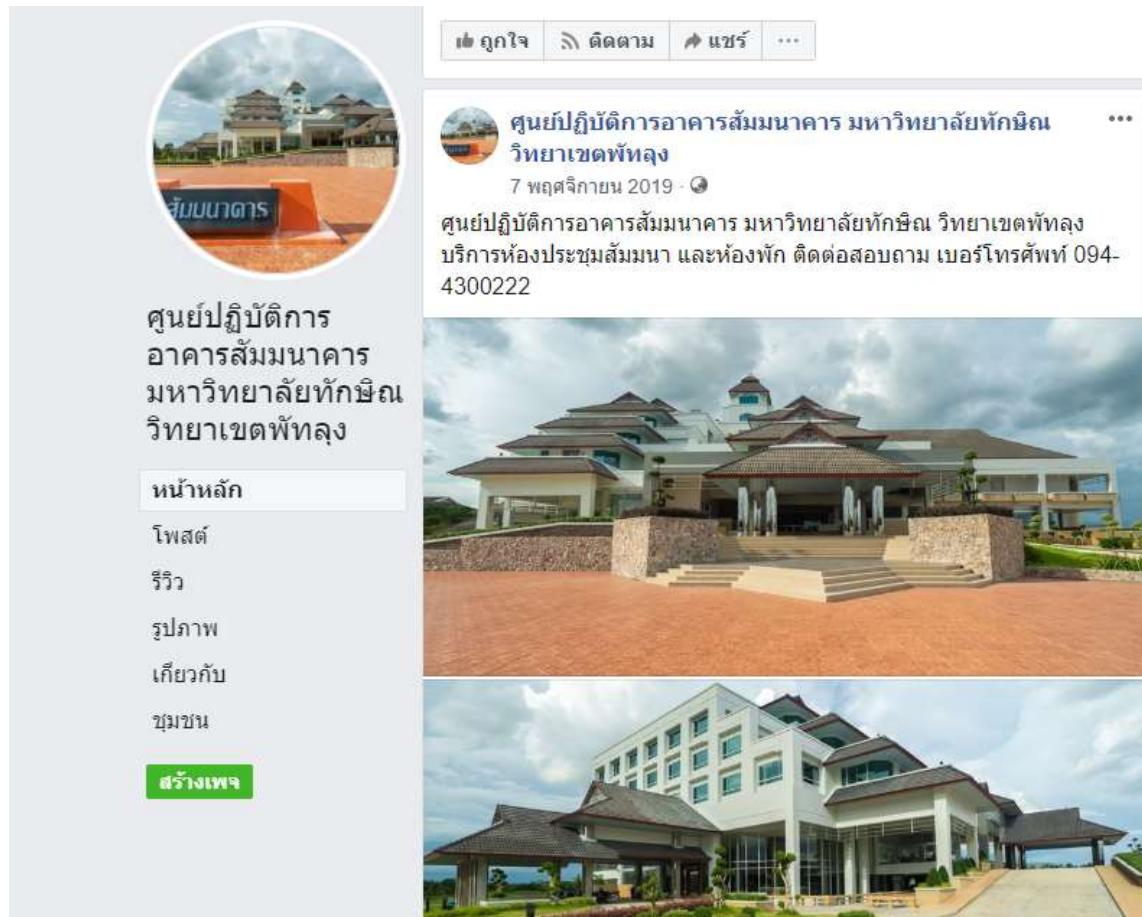 สัมมนาคาร
ศูนย์ปฏิบัติการ
อาคารสัมมนาคาร
มหาวิทยาลัยทักษิณ
วิทยาเขตพัทลุง
หน้าหลัก
โพสต์
รีวิว
รูปภาพ
เกี่ยวกับ
ชุมชน
สร้างเพจ
ถูกใจ ติดตาม แชร์ ...
ศูนย์ปฏิบัติการอาคารสัมมนาคาร มหาวิทยาลัยทักษิณ
วิทยาเขตพัทลุง
7 พฤศจิกายน 2019 ·
ศูนย์ปฏิบัติการอาคารสัมมนาคาร มหาวิทยาลัยทักษิณ วิทยาเขตพัทลุง
บริการห้องประชุมสัมมนา และห้องพัก ติดต่อสอบถาม เบอร์โทรศัพท์ 094-
4300222